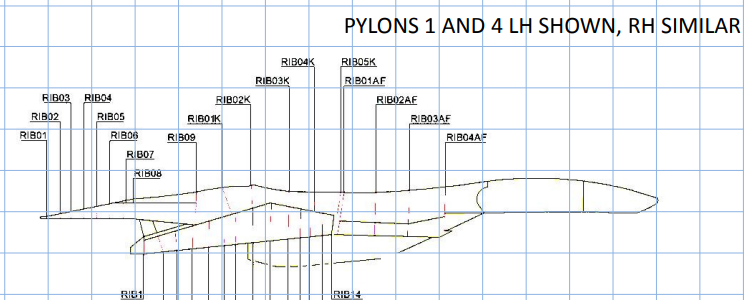 PYLONS 1 AND 4 LH SHOWN, RH SIMILAR
RIB04K RIB05K
RIB03K RIB01AF
RIB03 RIB04 RIB02K RIB02AF
RIB02 RIB05 RIB01K RIB03AF
RIB01 RIB06 RIB09 RIB04AF
RIB07
RIB08
RIB1 RIB14